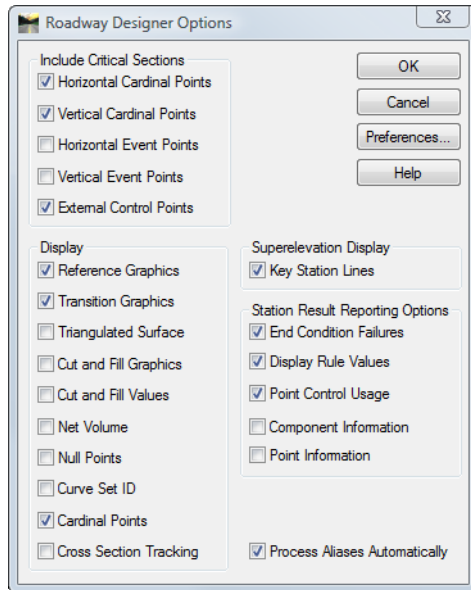 Roadway Designer Options
Include Critical Sections
Horizontal Cardinal Points
Vertical Cardinal Points
Horizontal Event Points
Vertical Event Points
External Control Points
OK
Cancel
Preferences...
Help
Display
Reference Graphics
Transition Graphics
Triangulated Surface
Cut and Fill Graphics
Cut and Fill Values
Net Volume
Null Points
Curve Set ID
Cardinal Points
Cross Section Tracking
Superelevation Display
Key Station Lines
Station Result Reporting Options
End Condition Failures
Display Rule Values
Point Control Usage
Component Information
Point Information
Process Aliases Automatically